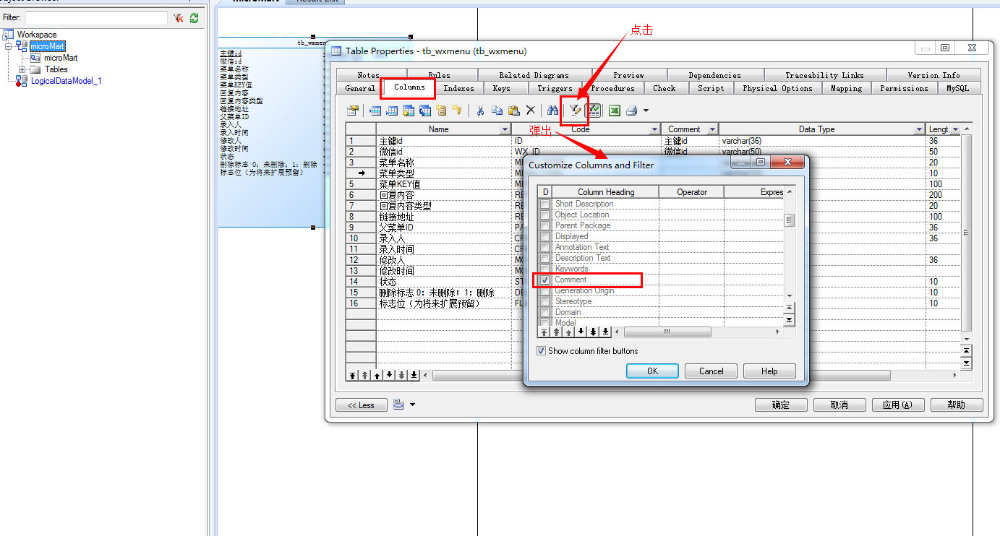 microMart
Result List
Filter:
Workspace
microMart
microMart
Tables
LogicalDataModel_1
主键id
微信id
菜单名称
菜单类型
菜单KEY值
回复内容
回复内容类型
链接地址
父菜单ID
录入人
录入时间
修改人
修改时间
状态
删除标志 0：未删除；1：删除
标志位（为将来扩展预留）
点击
Table Properties - tb_wxmenu (tb_wxmenu)
Notes Rules Related Diagrams Preview Dependencies Traceability Links Version Info
General Columns Indexes Keys Triggers Procedures Check Script Physical Options Mapping Permissions MySQL
弹出
Name Code Comment Data Type Lengt
1 主键id ID 主键id varchar(36) 36
2 微信id WX_ID 微信id varchar(50) 50
3 菜单名称 20
菜单类型 10
5 菜单KEY值 100
6 回复内容 200
7 回复内容类型 20
8 链接地址 100
9 父菜单ID 36
10 录入人 36
11 录入时间
12 修改人 36
13 修改时间
14 状态 10
15 删除标志 0：未删除；1：删除 10
16 标志位（为将来扩展预留） 10
Customize Columns and Filter
D Column Heading Operator Expres
Short Description
Object Location
Parent Package
Displayed
Annotation Text
Description Text
Keywords
Comment
Generation Origin
Stereotype
Domain
Model
Show column filter buttons
OK Cancel Help
<< Less 确定 取消 应用(A) 帮助